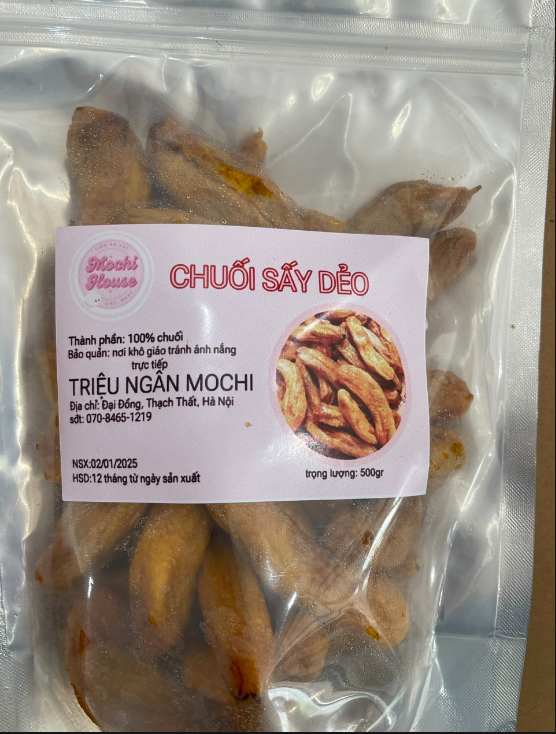 Mochi
House
CHUỐI SẤY DẺO
Thành phần: 100% chuối
Bảo quản: nơi khô giáo tránh ánh nắng
trực tiếp
TRIỆU NGÂN MOCHI
Địa chỉ: Đại Đồng, Thạch Thất, Hà Nội
sđt: 070-8465-1219
NSX:02/01/2025
HSD:12 tháng từ ngày sản xuất
trọng lượng: 500gr